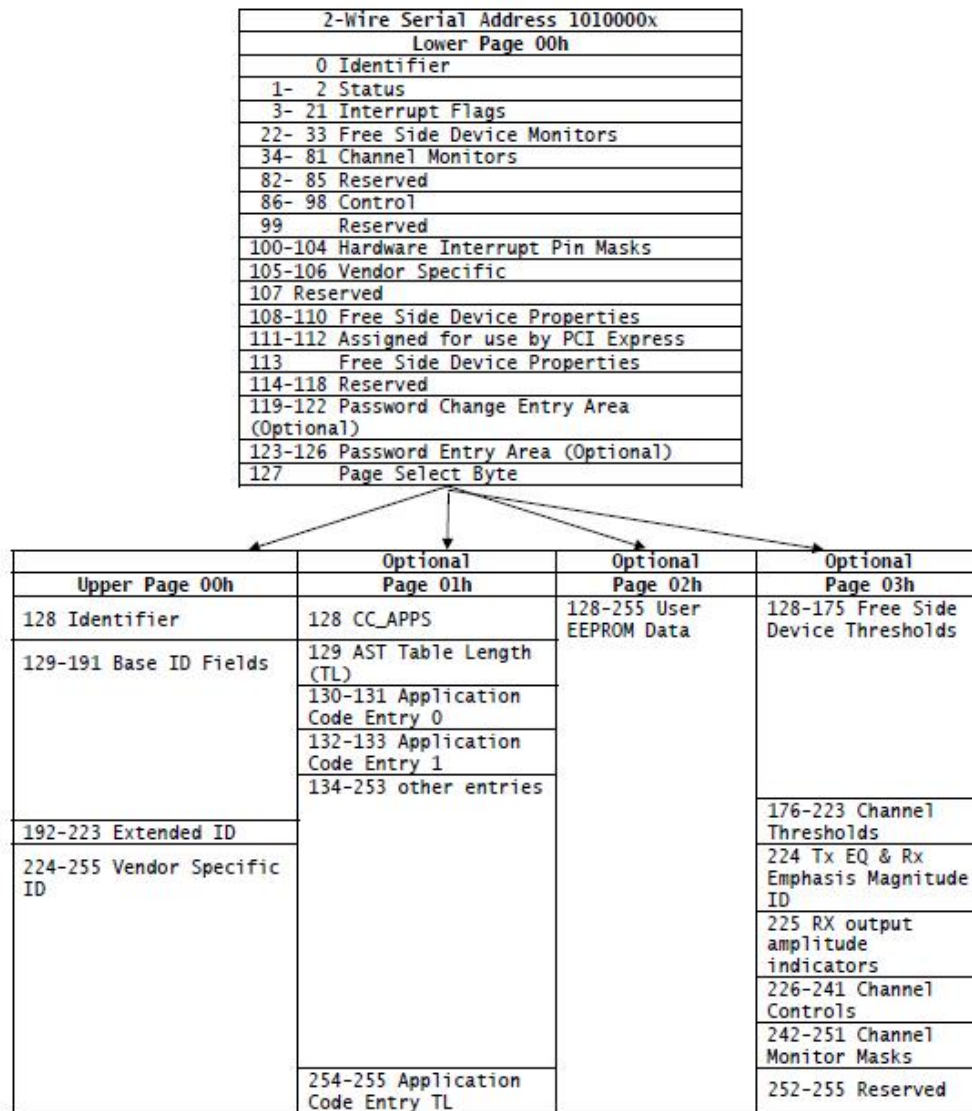 2-Wire Serial Address 1010000x
Lower Page 00h
0 Identifier
1- 2 Status
3- 21 Interrupt Flags
22- 33 Free Side Device Monitors
34- 81 Channel Monitors
82- 85 Reserved
86- 98 Control
99 Reserved
100-104 Hardware Interrupt Pin Masks
105-106 Vendor Specific
107 Reserved
108-110 Free Side Device Properties
111-112 Assigned for use by PCI Express
113 Free Side Device Properties
114-118 Reserved
119-122 Password Change Entry Area
(Optional)
123-126 Password Entry Area (Optional)
127 Page Select Byte
Upper Page 00h
128 Identifier
129-191 Base ID Fields
192-223 Extended ID
224-255 Vendor Specific
ID
Optional
Page 01h
128 CC_APPS
129 AST Table Length
(TL)
130-131 Application
Code Entry 0
132-133 Application
Code Entry 1
134-253 other entries
254-255 Application
Code Entry TL
Optional
Page 02h
128-255 User
EEPROM Data
Optional
Page 03h
128-175 Free Side
Device Thresholds
176-223 Channel
Thresholds
224 Tx EQ & Rx
Emphasis Magnitude
ID
225 RX output
amplitude
indicators
226-241 Channel
Controls
242-251 Channel
Monitor Masks
252-255 Reserved